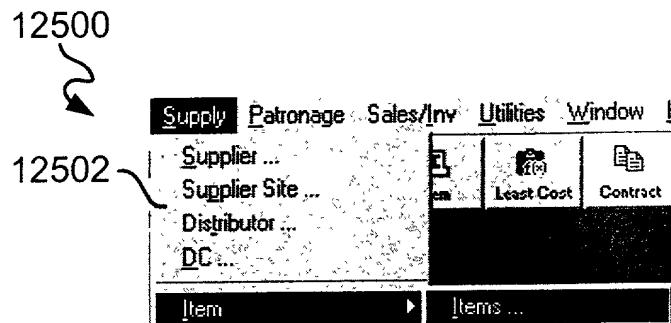 12500
Supply Patronage Sales/Inv Utilities Window
12502
Supplier ...
Supplier Site ...
Distributor ...
DC ...
Least Cost Contract
Item Items ...